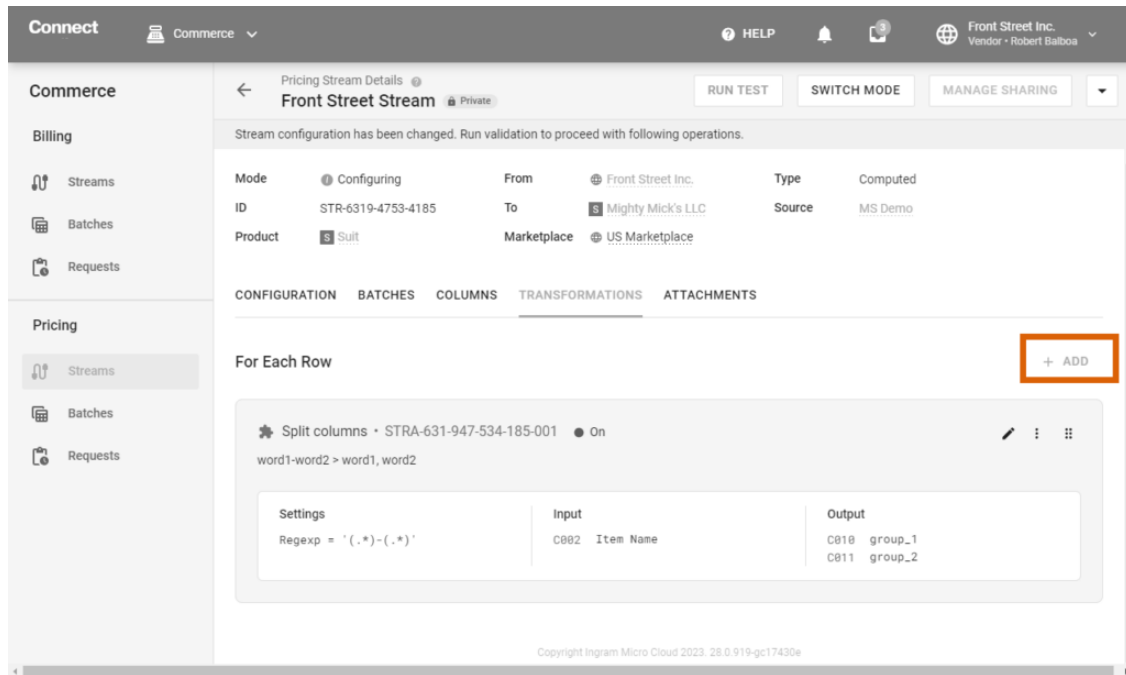 Connect
Commerce
HELP
3
Front Street Inc.
Vendor • Robert Balboa
Commerce
Billing
Streams
Batches
Requests
Pricing
Streams
Batches
Requests
Pricing Stream Details
Front Street Stream Private
RUN TEST
SWITCH MODE
MANAGE SHARING
Stream configuration has been changed. Run validation to proceed with following operations.
Mode Configuring From Front Street Inc. Type Computed
ID STR-6319-4753-4185 To S Mighty Mick's LLC Source MS Demo
Product S Suit Marketplace US Marketplace
CONFIGURATION BATCHES COLUMNS TRANSFORMATIONS ATTACHMENTS
For Each Row + ADD
Split columns • STRA-631-947-534-185-001 On
word1-word2 > word1, word2
Settings Input Output
Regexp = '(.*)-(.*)' C002 Item Name C010 group_1
C011 group_2
Copyright Ingram Micro Cloud 2023. 28.0.919-gc17430e